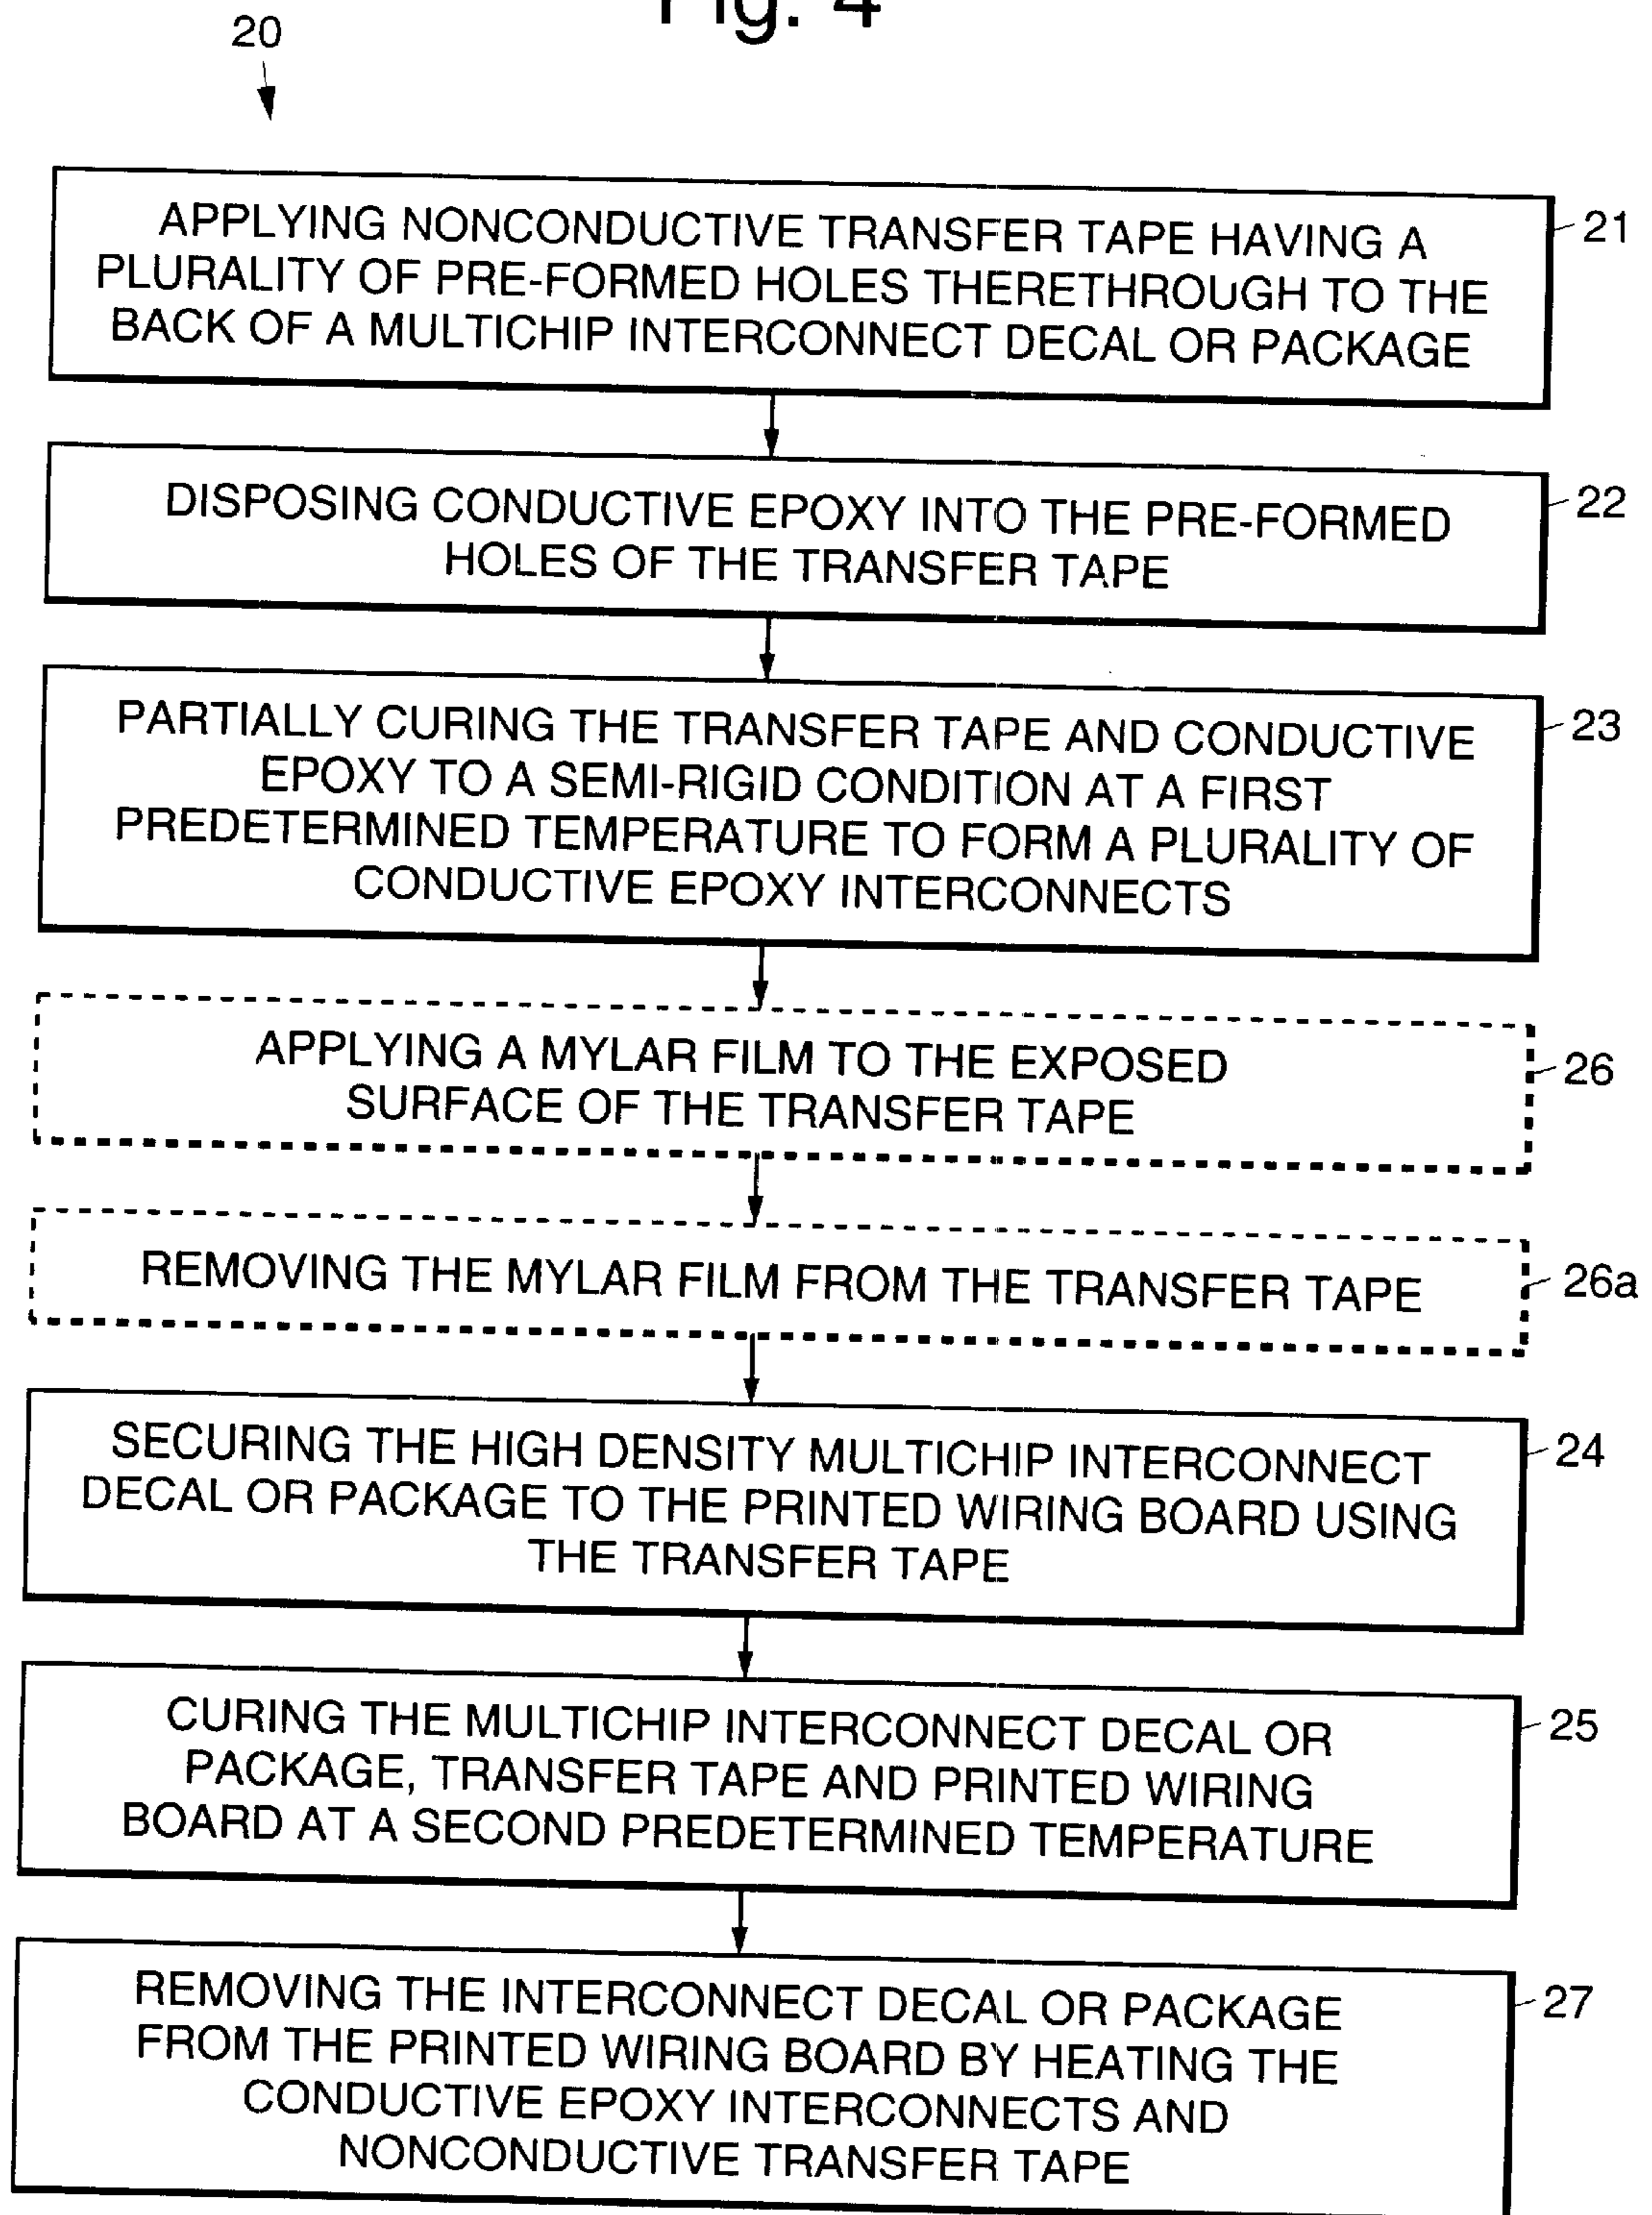 Fig. 4
20
APPLYING NONCONDUCTIVE TRANSFER TAPE HAVING A
PLURALITY OF PRE-FORMED HOLES THERETHROUGH TO THE
BACK OF A MULTICHIP INTERCONNECT DECAL OR PACKAGE
21
DISPOSING CONDUCTIVE EPOXY INTO THE PRE-FORMED
HOLES OF THE TRANSFER TAPE
22
PARTIALLY CURING THE TRANSFER TAPE AND CONDUCTIVE
EPOXY TO A SEMI-RIGID CONDITION AT A FIRST
PREDETERMINED TEMPERATURE TO FORM A PLURALITY OF
CONDUCTIVE EPOXY INTERCONNECTS
23
APPLYING A MYLAR FILM TO THE EXPOSED
SURFACE OF THE TRANSFER TAPE
26
REMOVING THE MYLAR FILM FROM THE TRANSFER TAPE
26a
SECURING THE HIGH DENSITY MULTICHIP INTERCONNECT
DECAL OR PACKAGE TO THE PRINTED WIRING BOARD USING
THE TRANSFER TAPE
24
CURING THE MULTICHIP INTERCONNECT DECAL OR
PACKAGE, TRANSFER TAPE AND PRINTED WIRING
BOARD AT A SECOND PREDETERMINED TEMPERATURE
25
REMOVING THE INTERCONNECT DECAL OR PACKAGE
FROM THE PRINTED WIRING BOARD BY HEATING THE
CONDUCTIVE EPOXY INTERCONNECTS AND
NONCONDUCTIVE TRANSFER TAPE
27